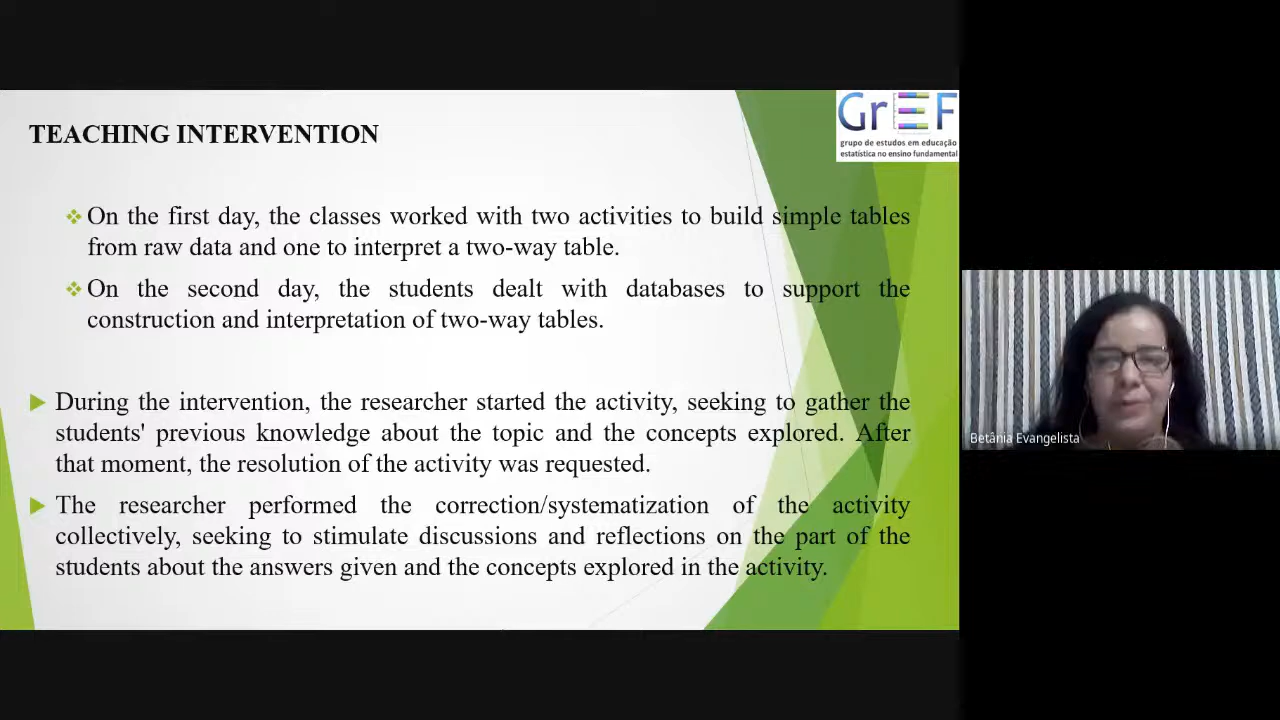 TEACHING INTERVENTION
GrEF
grupo de estudos em educação
estatística no ensino fundamental
On the first day, the classes worked with two activities to build simple tables
from raw data and one to interpret a two-way table.
On the second day, the students dealt with databases to support the
construction and interpretation of two-way tables.
During the intervention, the researcher started the activity, seeking to gather the
students' previous knowledge about the topic and the concepts explored. After
that moment, the resolution of the activity was requested.
The researcher performed the correction/systematization of the activity
collectively, seeking to stimulate discussions and reflections on the part of the
students about the answers given and the concepts explored in the activity.
Betânia Evangelista